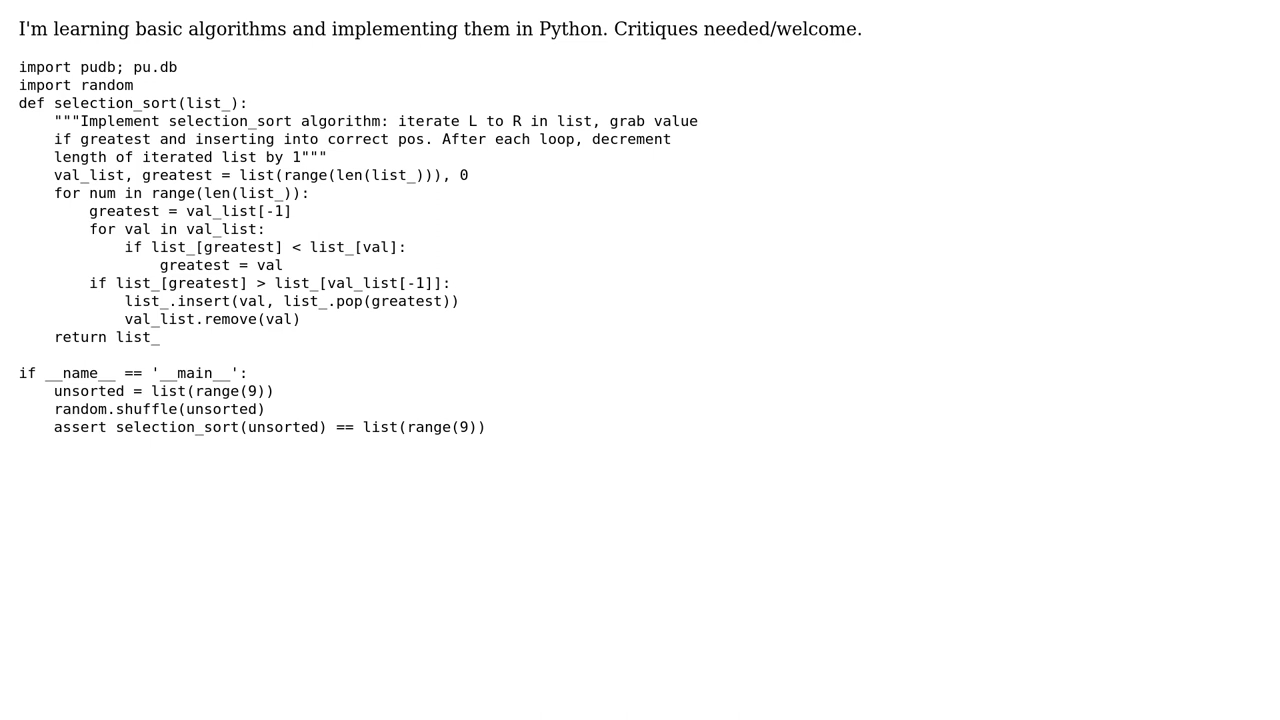 I'm learning basic algorithms and implementing them in Python. Critiques needed/welcome.
import pudb; pu.db
import random
def selection_sort(list_):
    """Implement selection_sort algorithm: iterate L to R in list, grab value
    if greatest and inserting into correct pos. After each loop, decrement
    length of iterated list by 1"""
    val_list, greatest = list(range(len(list_))), 0
    for num in range(len(list_)):
        greatest = val_list[-1]
        for val in val_list:
            if list_[greatest] < list_[val]:
                greatest = val
        if list_[greatest] > list_[val_list[-1]]:
            list_.insert(val, list_.pop(greatest))
            val_list.remove(val)
    return list_

if __name__ == '__main__':
    unsorted = list(range(9))
    random.shuffle(unsorted)
    assert selection_sort(unsorted) == list(range(9))